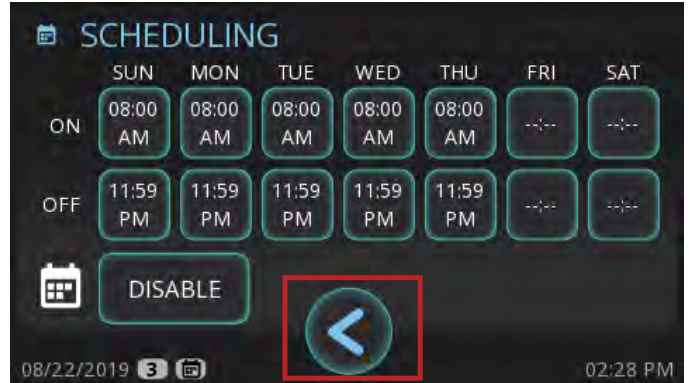 SCHEDULING
SUN MON TUE WED THU FRI SAT
ON 08:00 AM 08:00 AM 08:00 AM 08:00 AM 08:00 AM --:-- --:--
OFF 11:59 PM 11:59 PM 11:59 PM 11:59 PM 11:59 PM --:-- --:--
DISABLE
<
08/22/2019 3 02:28 PM